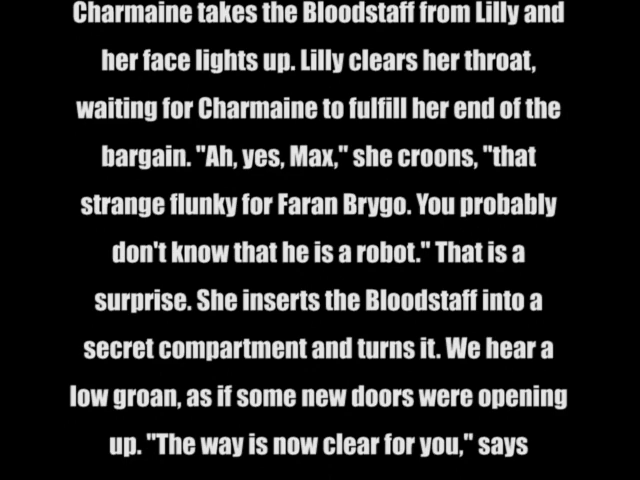 Charmaine takes the Bloodstaff from Lilly and
her face lights up. Lilly clears her throat,
waiting for Charmaine to fulfill her end of the
bargain. "Ah, yes, Max," she croons, "that
strange flunky for Faran Brygo. You probably
don't know that he is a robot." That is a
surprise. She inserts the Bloodstaff into a
secret compartment and turns it. We hear a
low groan, as if some new doors were opening
up. "The way is now clear for you," says